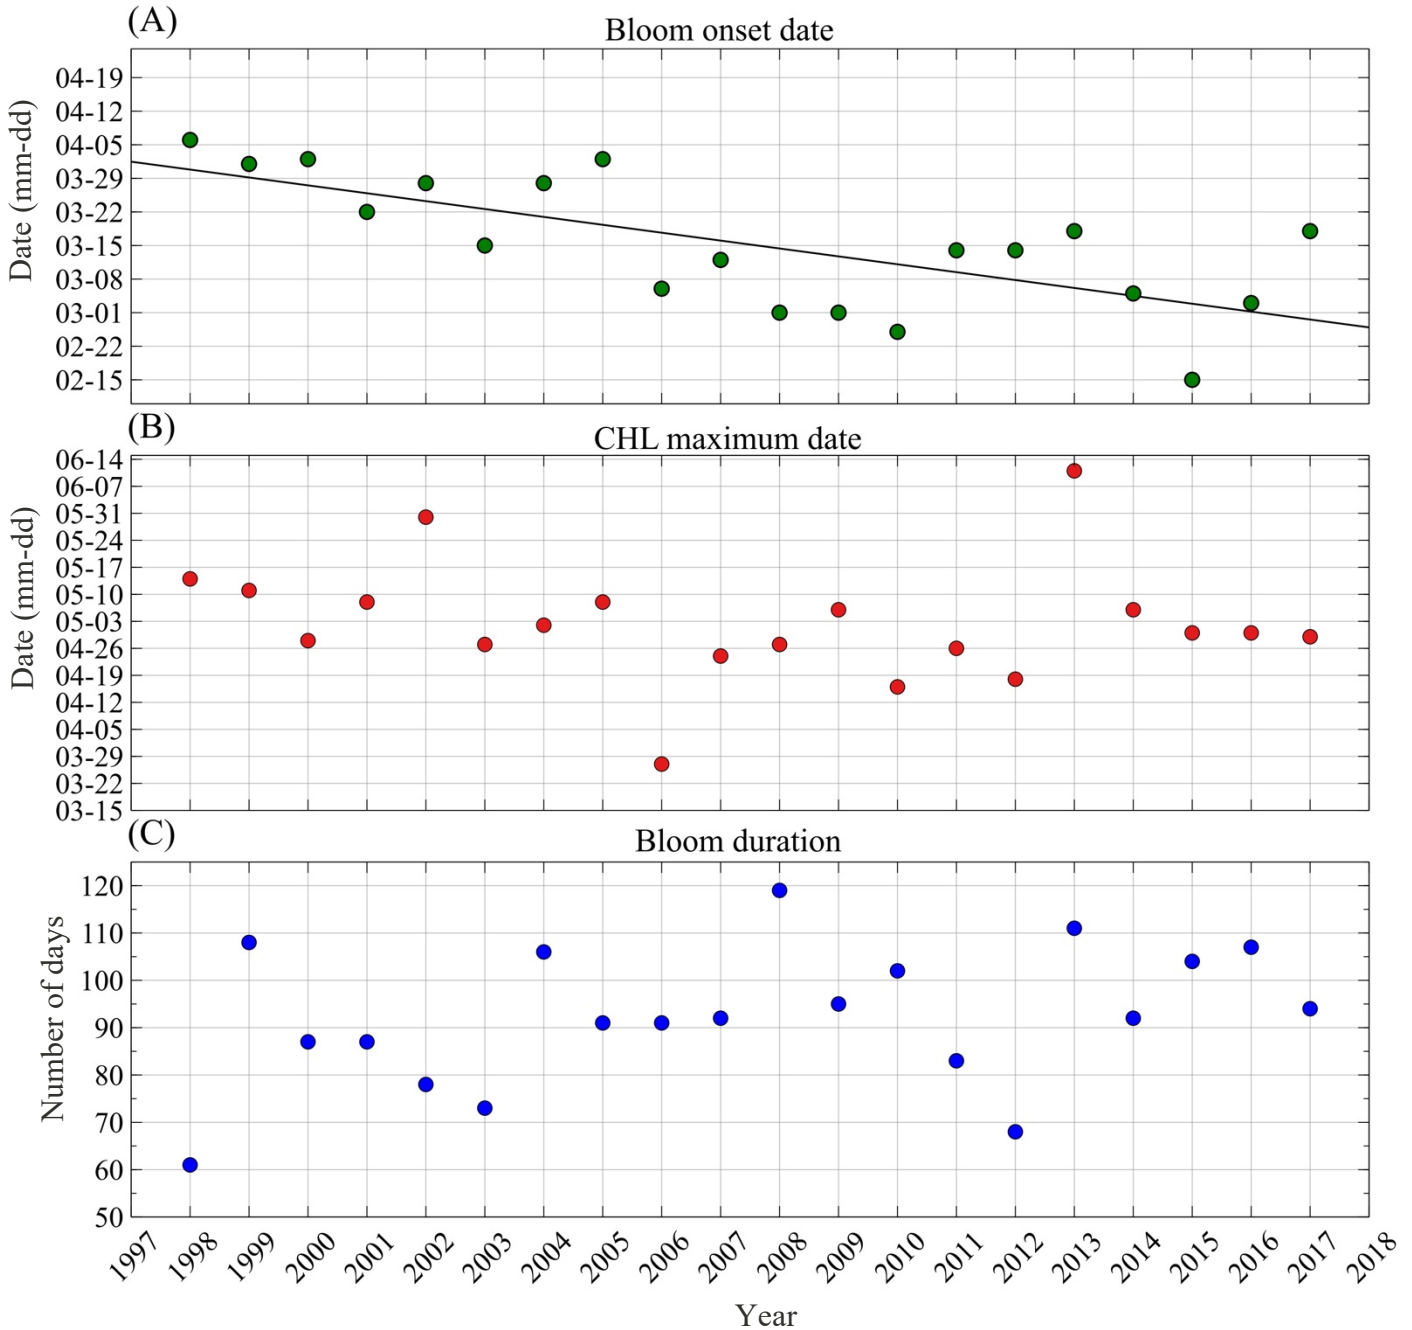 (A)
Bloom onset date
Date (mm-dd)
04-19
04-12
04-05
03-29
03-22
03-15
03-08
03-01
02-22
02-15
(B)
CHL maximum date
Date (mm-dd)
06-14
06-07
05-31
05-24
05-17
05-10
05-03
04-26
04-19
04-12
04-05
03-29
03-22
03-15
(C)
Bloom duration
Number of days
120
110
100
90
80
70
60
50
1997 1998 1999 2000 2001 2002 2003 2004 2005 2006 2007 2008 2009 2010 2011 2012 2013 2014 2015 2016 2017 2018
Year